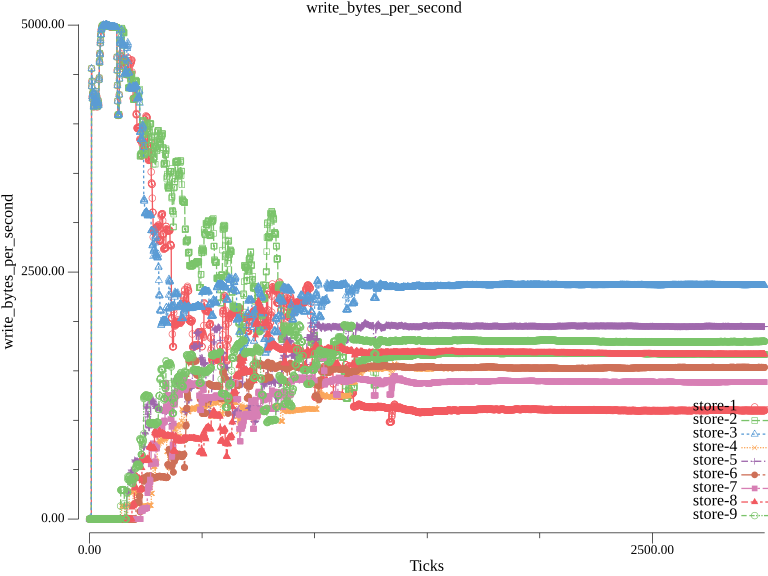 write_bytes_per_second
5000.00
write_bytes_per_second
2500.00
store-1
store-2
store-3
store-4
store-5
store-6
store-7
store-8
store-9
0.00
0.00
2500.00
Ticks